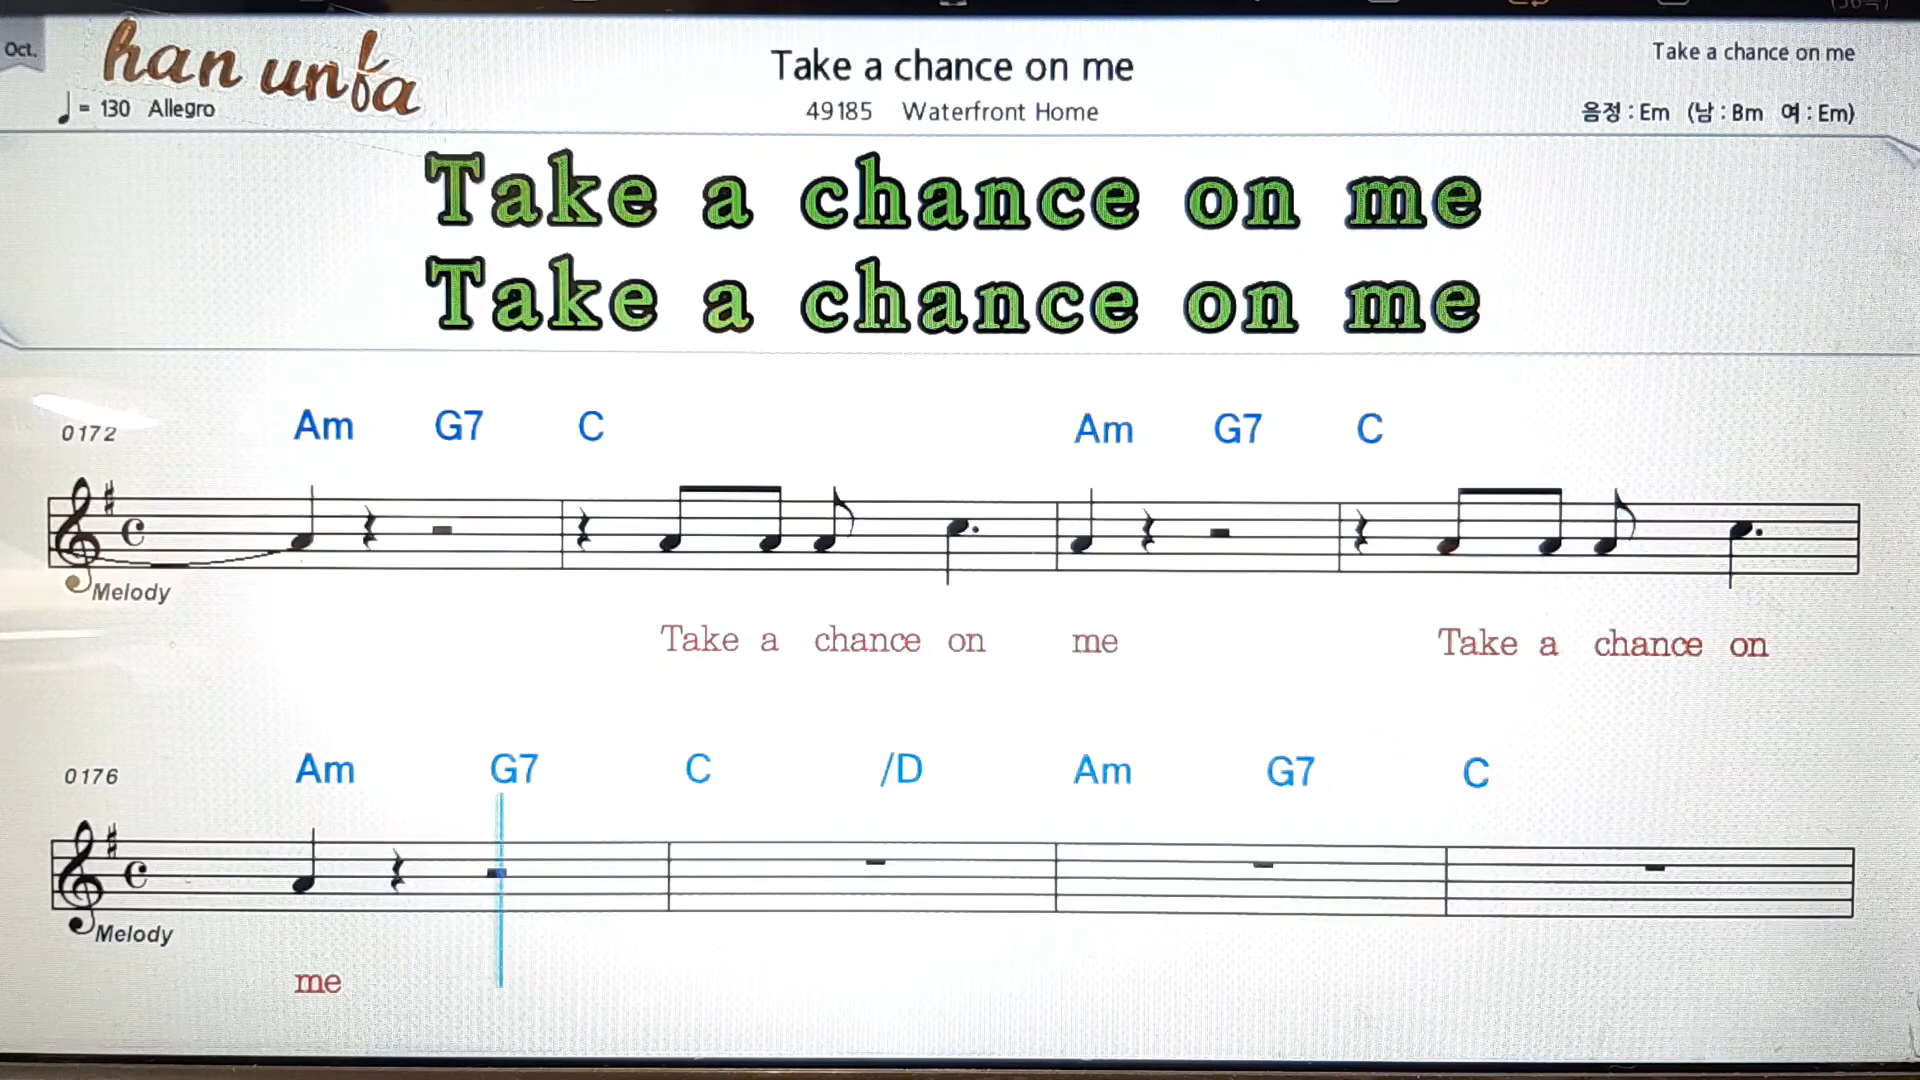 Oct.
han unfa
Take a chance on me
Take a chance on me
= 130 Allegro
49185 Waterfront Home
음정 : Em (남 : Bm 여 : Em)
Take a chance on me
Take a chance on me
Am G7 C Am G7 C
0172
Melody
Take a chance on me Take a chance on
Am G7 C /D Am G7 C
0176
Melody
me